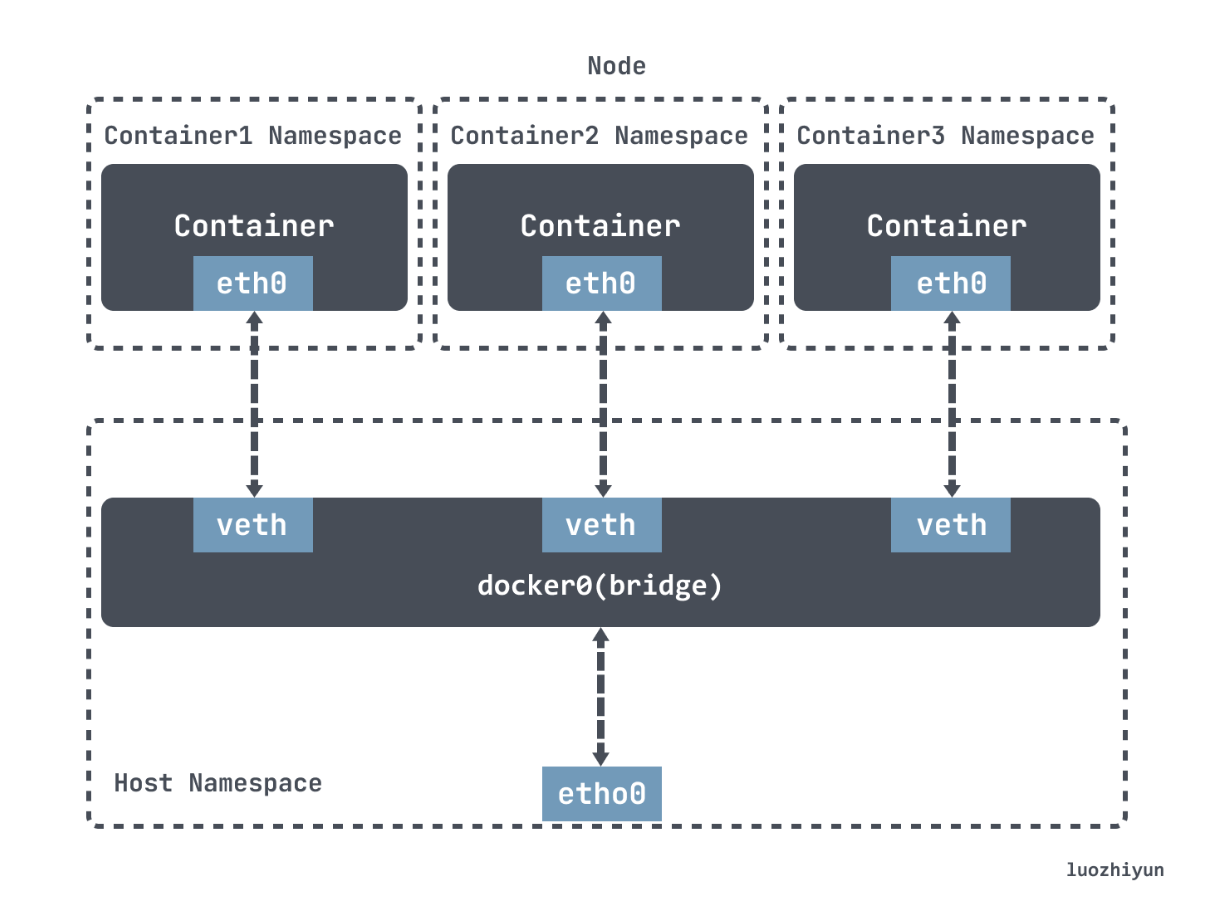 Node
Container1 Namespace
Container2 Namespace
Container3 Namespace
Container
Container
Container
eth0
eth0
eth0
veth
veth
veth
docker0(bridge)
Host Namespace
etho0
luozhiyun